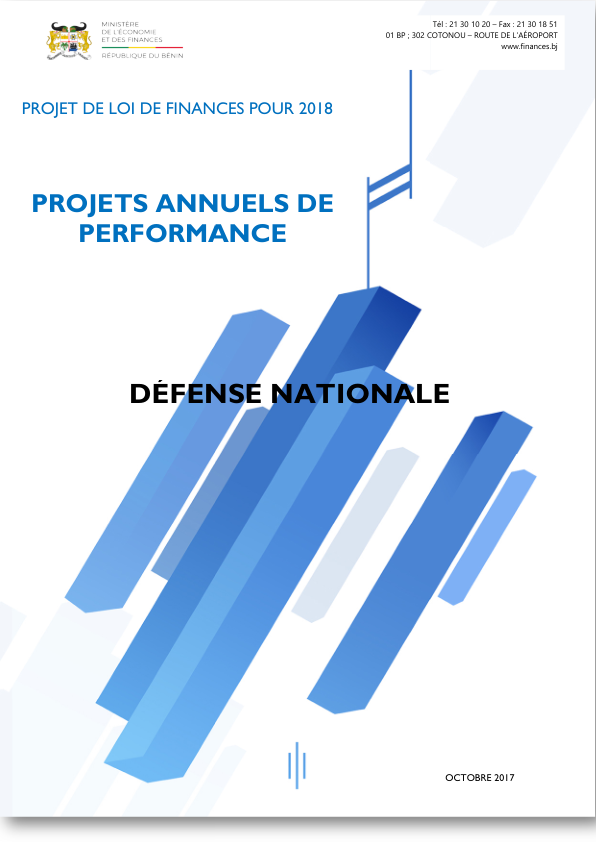 MINISTÈRE
DE L'ÉCONOMIE
ET DES FINANCES
RÉPUBLIQUE DU BÉNIN
Tél : 21 30 10 20 – Fax : 21 30 18 51
01 BP ; 302 COTONOU – ROUTE DE L'AÉROPORT
www.finances.bj
PROJET DE LOI DE FINANCES POUR 2018
PROJETS ANNUELS DE
PERFORMANCE
DÉFENSE NATIONALE
OCTOBRE 2017